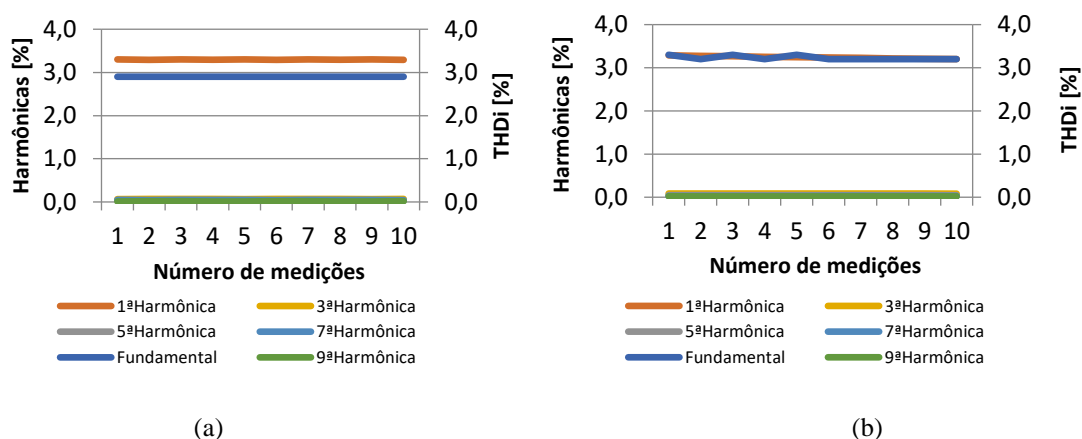 Harmônicas [%]
4,0
3,0
2,0
1,0
0,0
THDi [%]
4,0
3,0
2,0
1,0
0,0
1 2 3 4 5 6 7 8 9 10
Número de medições
1ªHarmônica 3ªHarmônica
5ªHarmônica 7ªHarmônica
Fundamental 9ªHarmônica
(a)
Harmônicas [%]
4,0
3,0
2,0
1,0
0,0
THDi [%]
4,0
3,0
2,0
1,0
0,0
1 2 3 4 5 6 7 8 9 10
Número de medições
1ªHarmônica 3ªHarmônica
5ªHarmônica 7ªHarmônica
Fundamental 9ªHarmônica
(b)